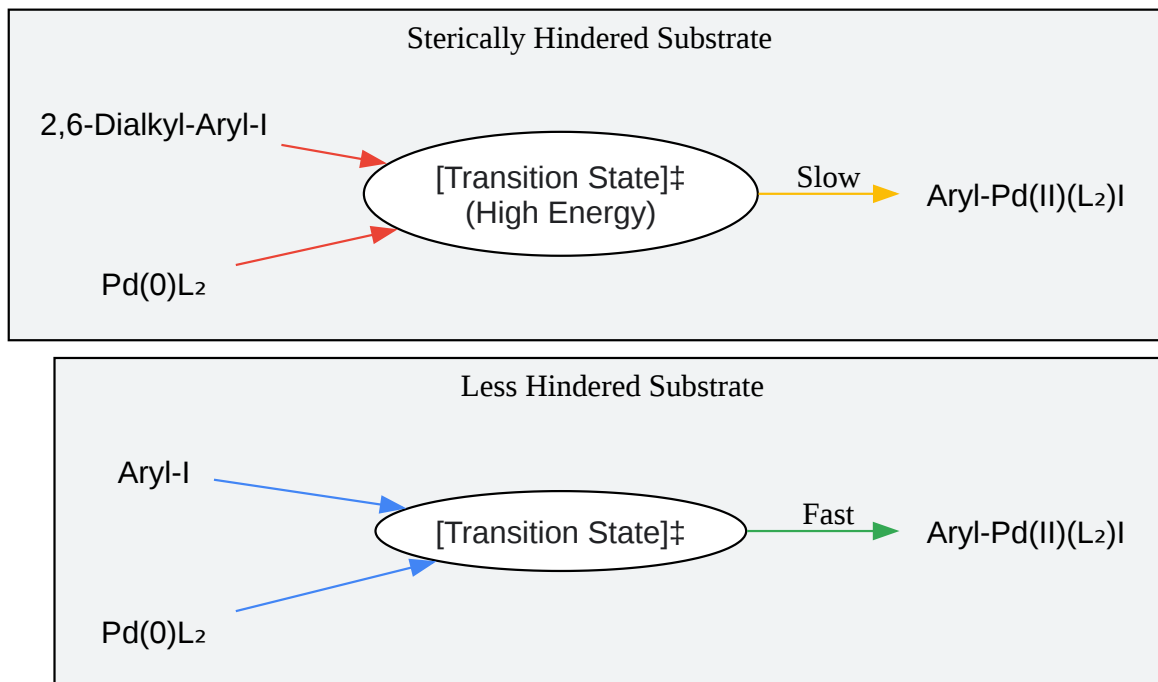 Sterically Hindered Substrate
2,6-Dialkyl-Aryl-I
[Transition State]‡
(High Energy)
Slow
Aryl-Pd(II)(L₂)I
Pd(0)L₂
Less Hindered Substrate
Aryl-I
[Transition State]‡
Fast
Aryl-Pd(II)(L₂)I
Pd(0)L₂